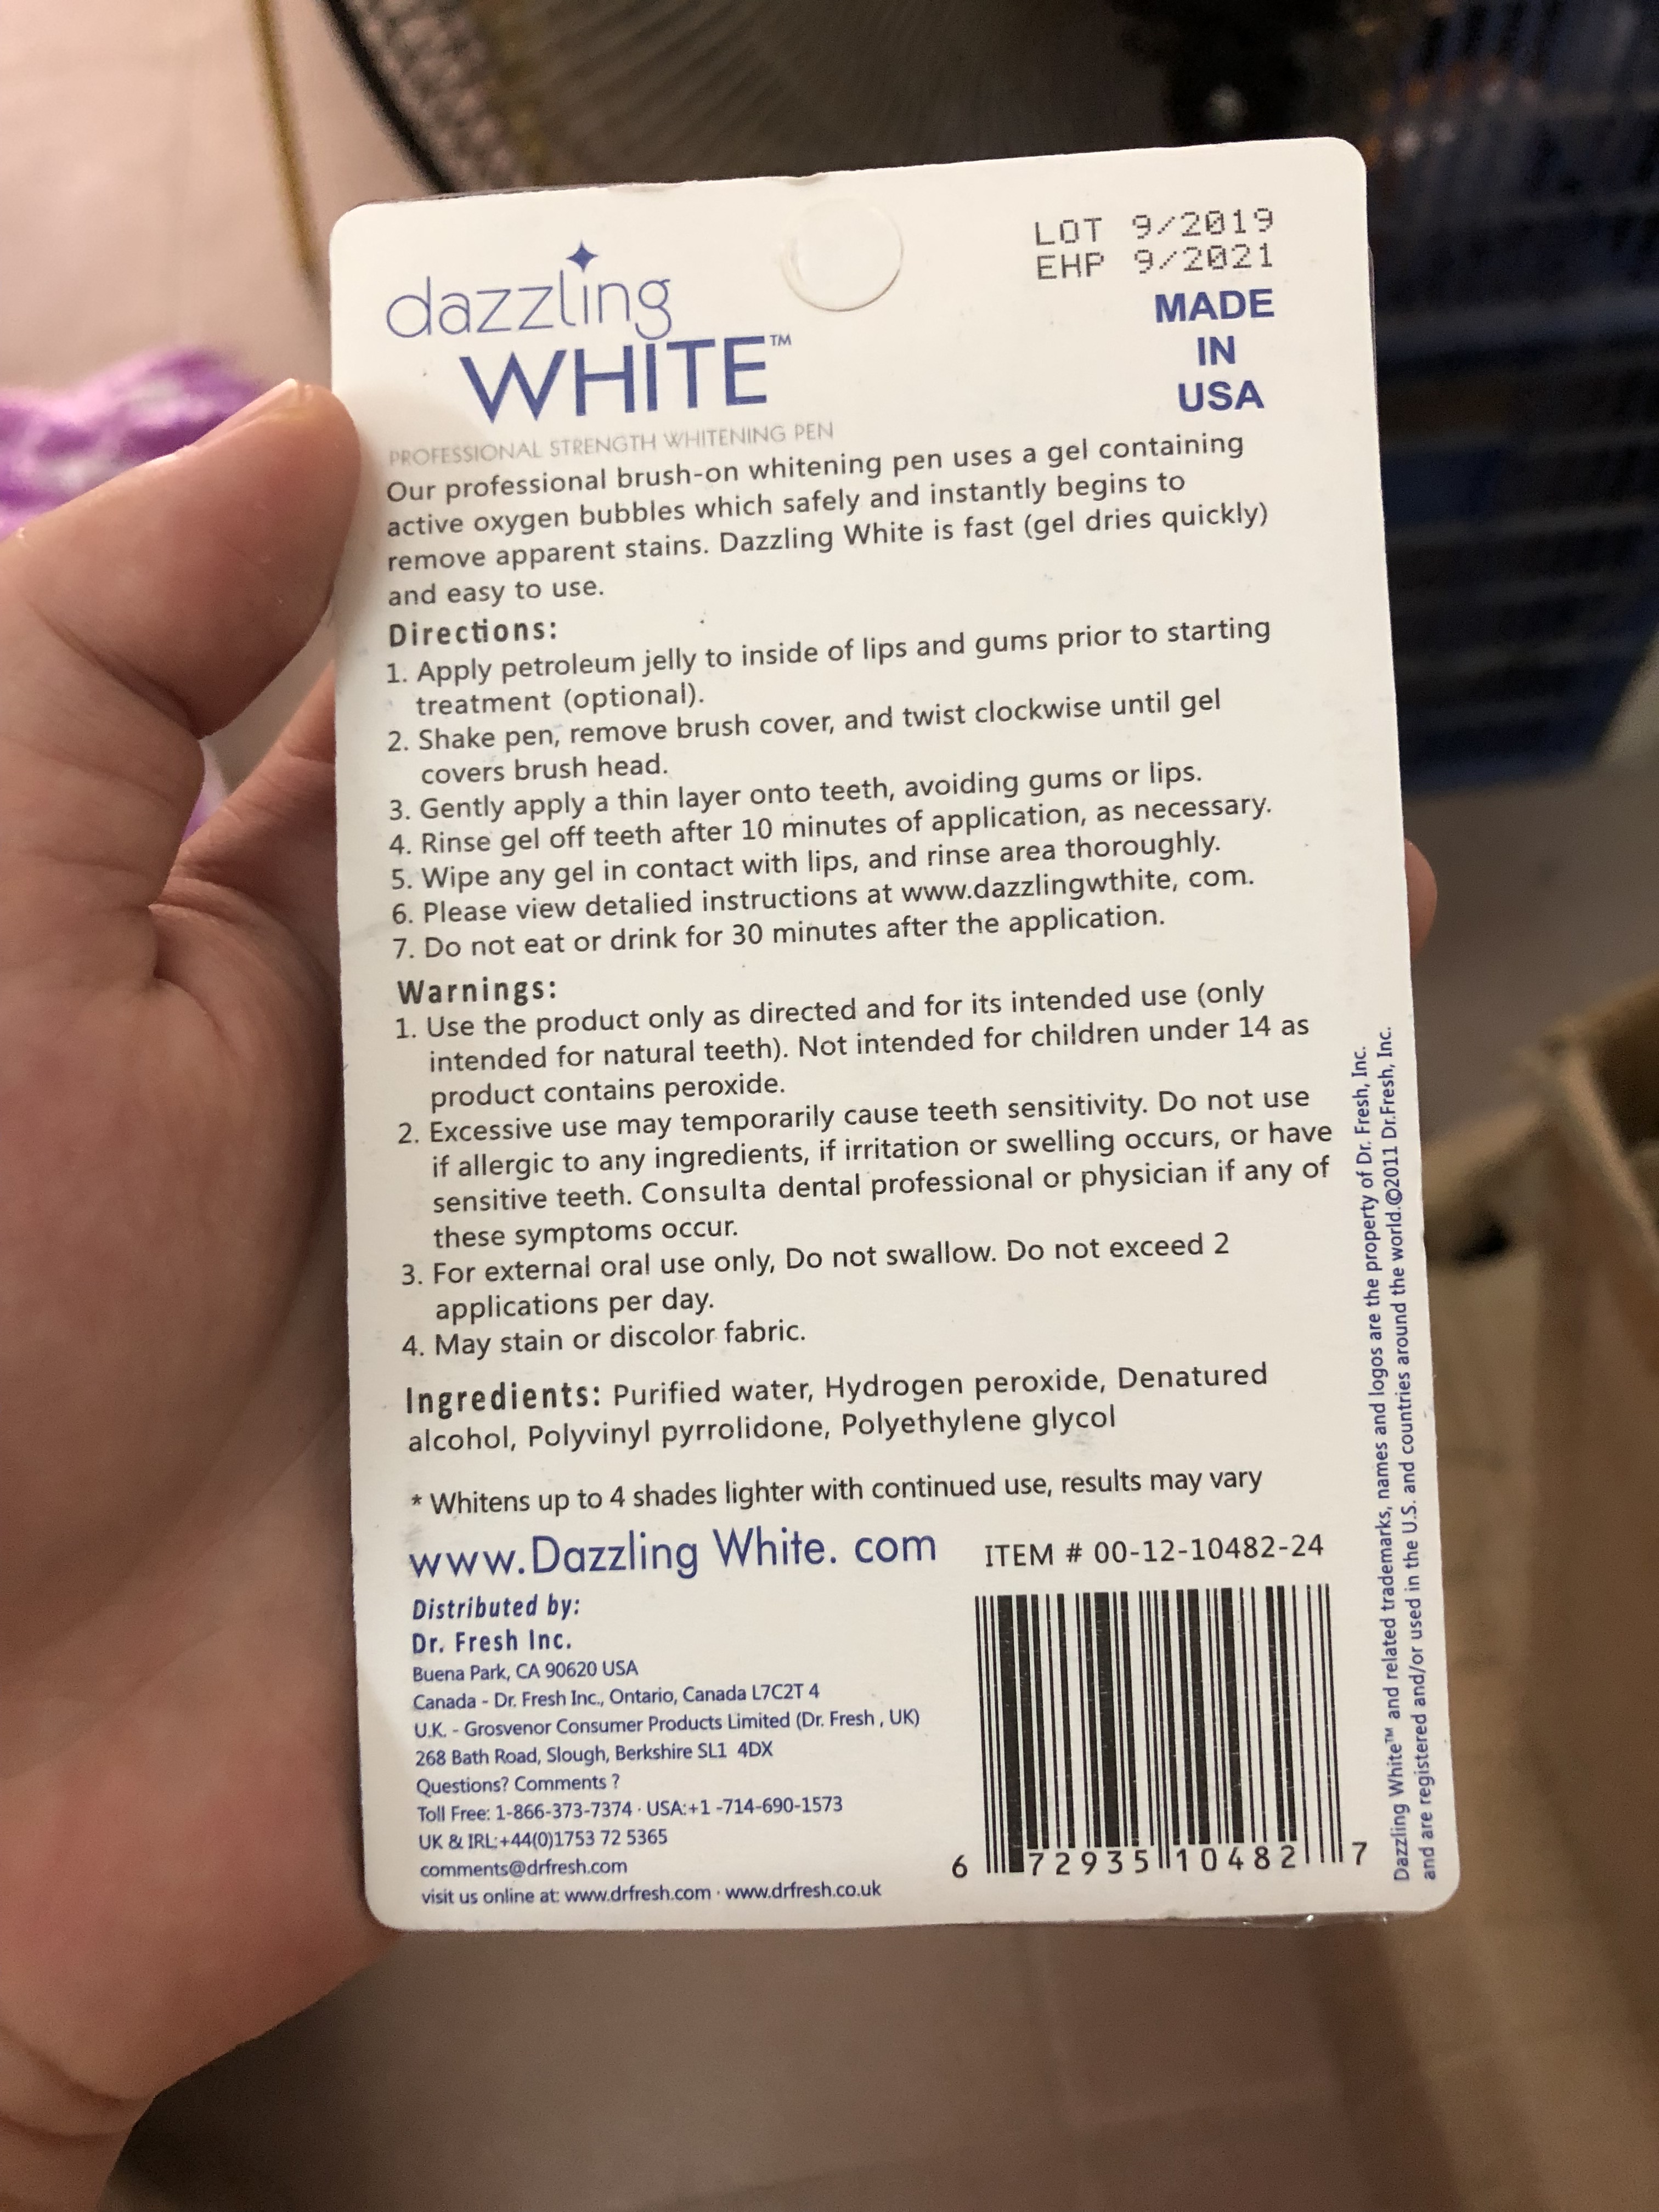 LOT 9/2019
EHP 9/2021
MADE
IN
USA
dazzling
WHITE™
PROFESSIONAL STRENGTH WHITENING PEN
Our professional brush-on whitening pen uses a gel containing
active oxygen bubbles which safely and instantly begins to
remove apparent stains. Dazzling White is fast (gel dries quickly)
and easy to use.
Directions:
1. Apply petroleum jelly to inside of lips and gums prior to starting
treatment (optional).
2. Shake pen, remove brush cover, and twist clockwise until gel
covers brush head.
3. Gently apply a thin layer onto teeth, avoiding gums or lips.
4. Rinse gel off teeth after 10 minutes of application, as necessary.
5. Wipe any gel in contact with lips, and rinse area thoroughly.
6. Please view detalied instructions at www.dazzlingwthite, com.
7. Do not eat or drink for 30 minutes after the application.
Warnings:
1. Use the product only as directed and for its intended use (only
intended for natural teeth). Not intended for children under 14 as
product contains peroxide.
2. Excessive use may temporarily cause teeth sensitivity. Do not use
if allergic to any ingredients, if irritation or swelling occurs, or have
sensitive teeth. Consulta dental professional or physician if any of
these symptoms occur.
3. For external oral use only, Do not swallow. Do not exceed 2
applications per day.
4. May stain or discolor fabric.
Ingredients: Purified water, Hydrogen peroxide, Denatured
alcohol, Polyvinyl pyrrolidone, Polyethylene glycol
* Whitens up to 4 shades lighter with continued use, results may vary
www.Dazzling White. com
ITEM # 00-12-10482-24
Distributed by:
Dr. Fresh Inc.
Buena Park, CA 90620 USA
Canada - Dr. Fresh Inc., Ontario, Canada L7C2T 4
U.K. - Grosvenor Consumer Products Limited (Dr. Fresh , UK)
268 Bath Road, Slough, Berkshire SL1 4DX
Questions? Comments ?
Toll Free: 1-866-373-7374 · USA:+1 -714-690-1573
UK & IRL:+44(0)1753 72 5365
comments@drfresh.com
visit us online at: www.drfresh.com · www.drfresh.co.uk
6 72935 10482 7
Dazzling White™ and related trademarks, names and logos are the property of Dr. Fresh, Inc.
and are registered and/or used in the U.S. and countries around the world.©2011 Dr.Fresh, Inc.